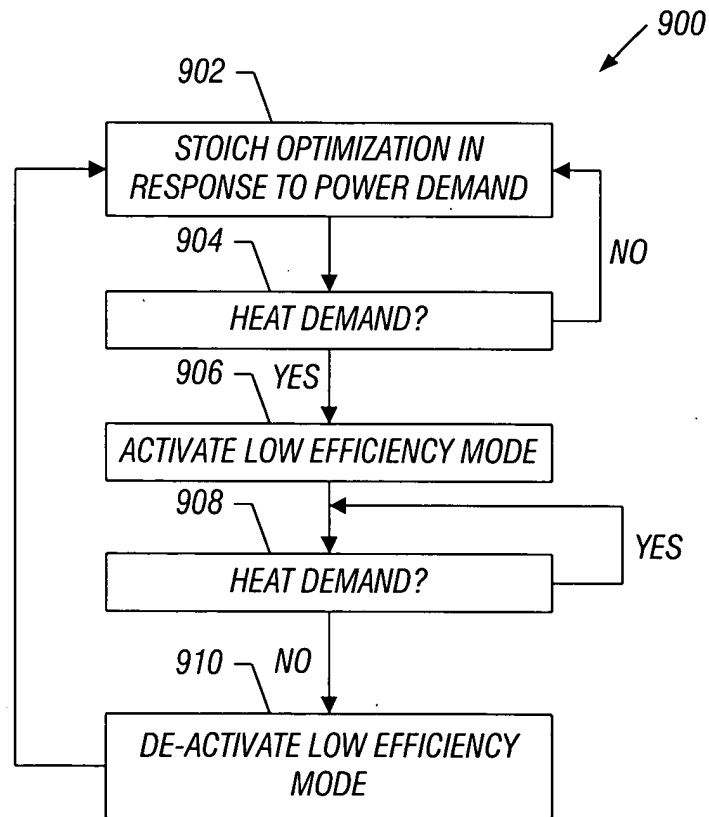 900
902
STOICH OPTIMIZATION IN
RESPONSE TO POWER DEMAND
904
NO
HEAT DEMAND?
906
YES
ACTIVATE LOW EFFICIENCY MODE
908
YES
HEAT DEMAND?
910
NO
DE-ACTIVATE LOW EFFICIENCY
MODE